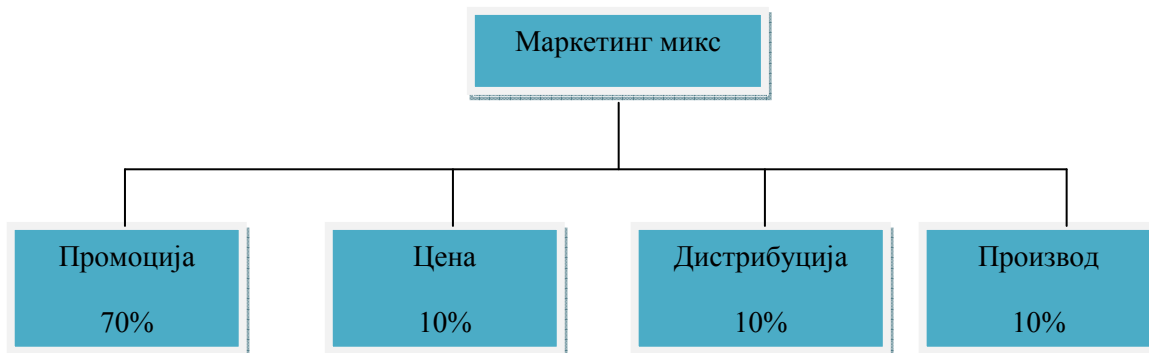 Маркетинг микс
Промоција
70%
Цена
10%
Дистрибуција
10%
Производ
10%